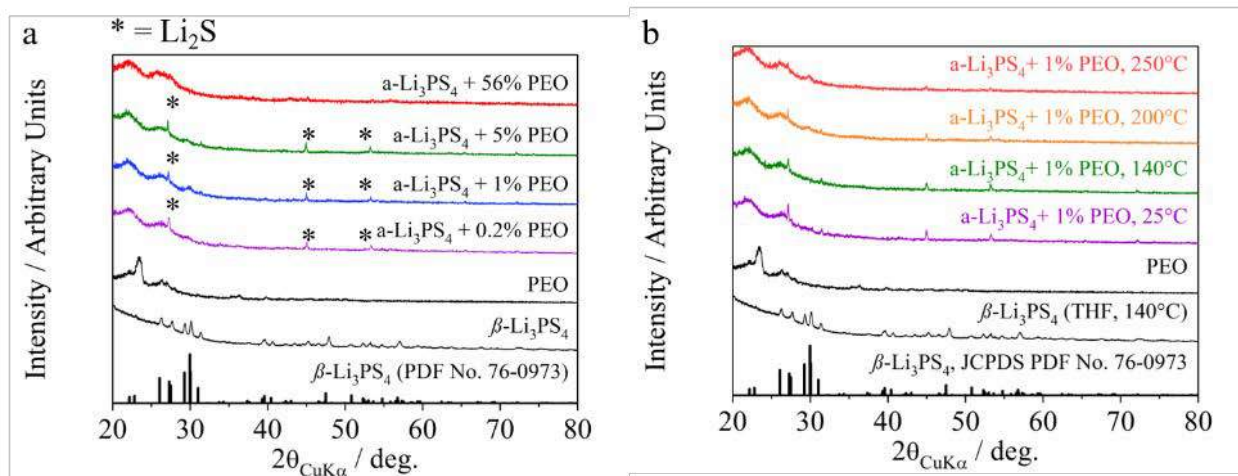 a
* = Li₂S
Intensity / Arbitrary Units
a-Li₃PS₄ + 56% PEO
*
a-Li₃PS₄ + 5% PEO
* *
*
a-Li₃PS₄ + 1% PEO
* *
*
a-Li₃PS₄ + 0.2% PEO
* *
PEO
β-Li₃PS₄
β-Li₃PS₄ (PDF No. 76-0973)
20 30 40 50 60 70 80
2θCuKα / deg.
b
Intensity / Arbitrary Units
a-Li₃PS₄+ 1% PEO, 250°C
a-Li₃PS₄+ 1% PEO, 200°C
a-Li₃PS₄+ 1% PEO, 140°C
a-Li₃PS₄+ 1% PEO, 25°C
PEO
β-Li₃PS₄ (THF, 140°C)
β-Li₃PS₄, JCPDS PDF No. 76-0973
20 30 40 50 60 70 80
2θCuKα / deg.